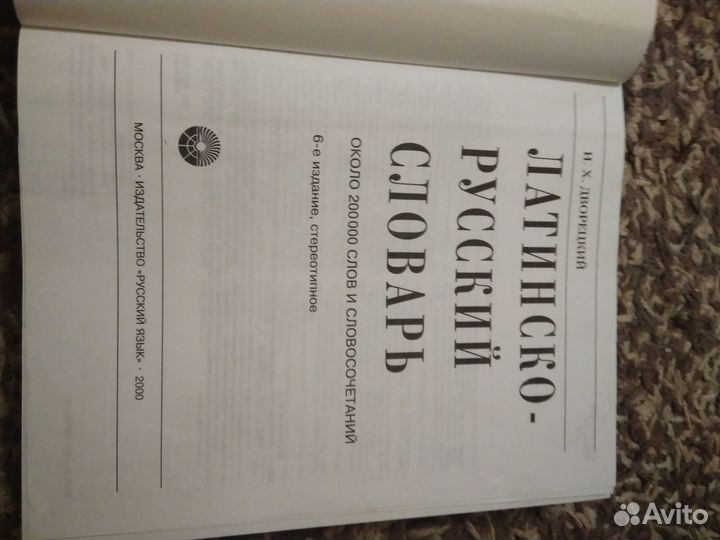 И. Х. ДВОРЕЦКИЙ
ЛАТИНСКО-
РУССКИЙ
СЛОВАРЬ
ОКОЛО 200 000 СЛОВ И СЛОВОСОЧЕТАНИЙ
6-е издание, стереотипное
МОСКВА · ИЗДАТЕЛЬСТВО «РУССКИЙ ЯЗЫК» · 2000
Avito